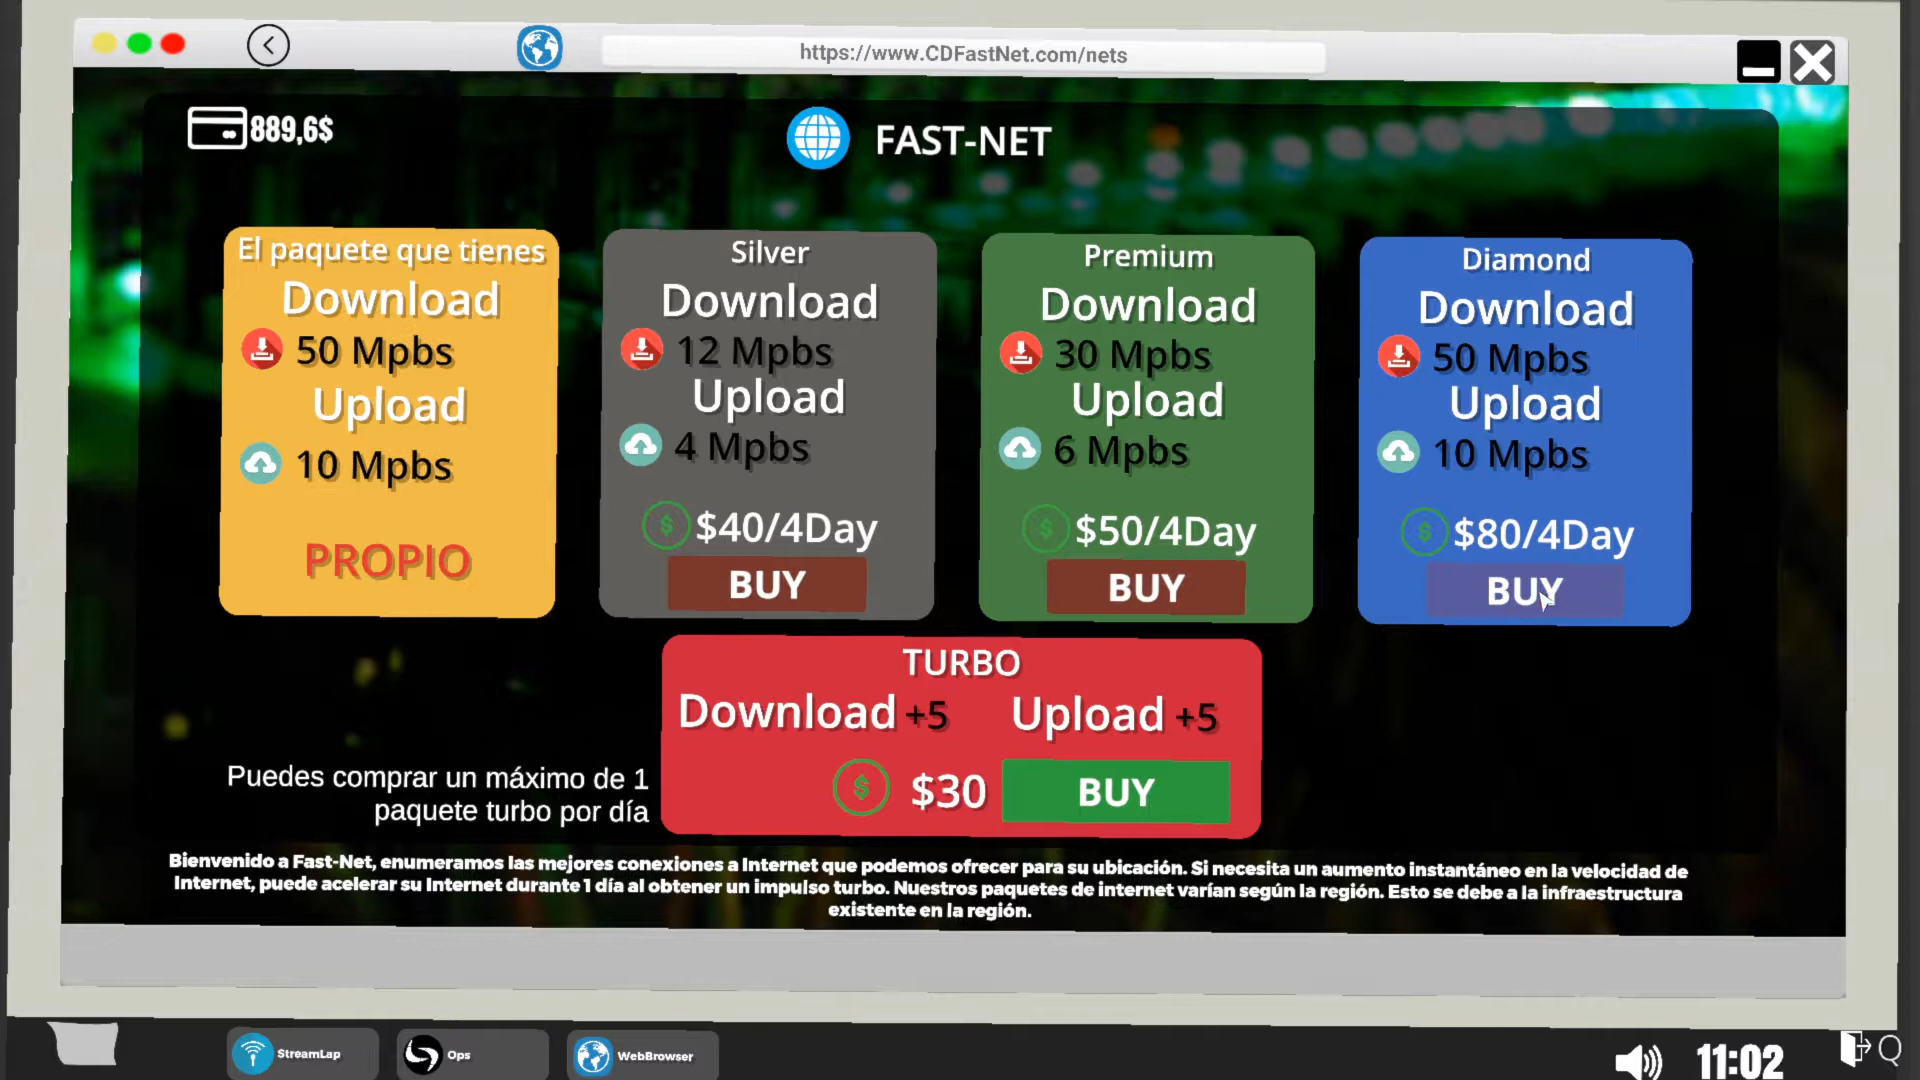 https://www.CDFastNet.com/nets
889,6$
FAST-NET
El paquete que tienes
Download
50 Mpbs
Upload
10 Mpbs
PROPIO
Silver
Download
12 Mpbs
Upload
4 Mpbs
$40/4Day
BUY
Premium
Download
30 Mpbs
Upload
6 Mpbs
$50/4Day
BUY
Diamond
Download
50 Mpbs
Upload
10 Mpbs
$80/4Day
BUY
TURBO
Download +5 Upload +5
$30 BUY
Puedes comprar un máximo de 1
paquete turbo por día
Bienvenido a Fast-Net, enumeramos las mejores conexiones a Internet que podemos ofrecer para su ubicación. Si necesita un aumento instantáneo en la velocidad de
Internet, puede acelerar su Internet durante 1 día al obtener un impulso turbo. Nuestros paquetes de internet varían según la región. Esto se debe a la infraestructura
existente en la región.
StreamLap
Ops
WebBrowser
11:02
Q